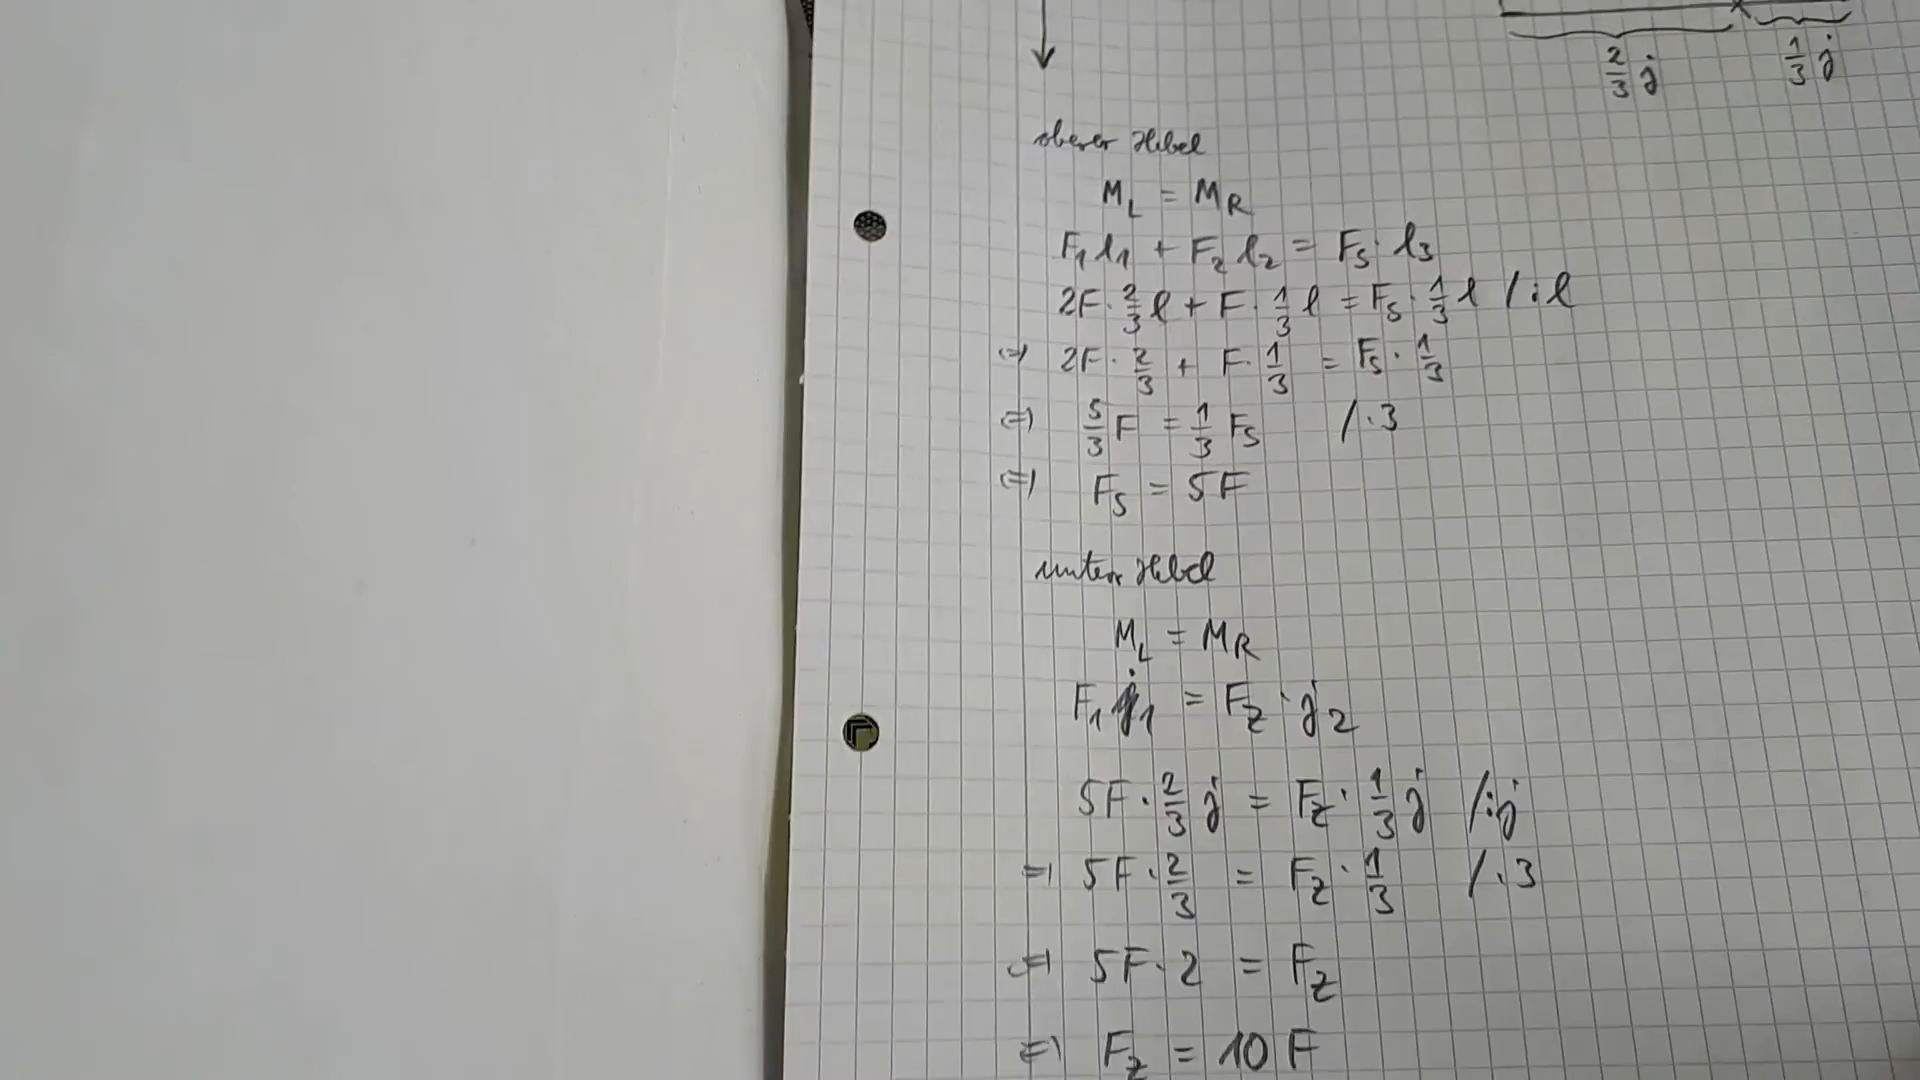 2/3 j 1/3 j
oberer Hebel
M_L = M_R
F_1 l_1 + F_2 l_2 = F_S · l_3
2F · 2/3 l + F · 1/3 l = F_S · 1/3 l / : l
=> 2F · 2/3 + F · 1/3 = F_S · 1/3
<=> 5/3 F = 1/3 F_S / · 3
<=> F_S = 5F
unterer Hebel
M_L = M_R
F_1 j_1 = F_Z · j_2
5F · 2/3 j = F_Z · 1/3 j / : j
=> 5F · 2/3 = F_Z · 1/3 / · 3
<=> 5F · 2 = F_Z
=> F_Z = 10 F